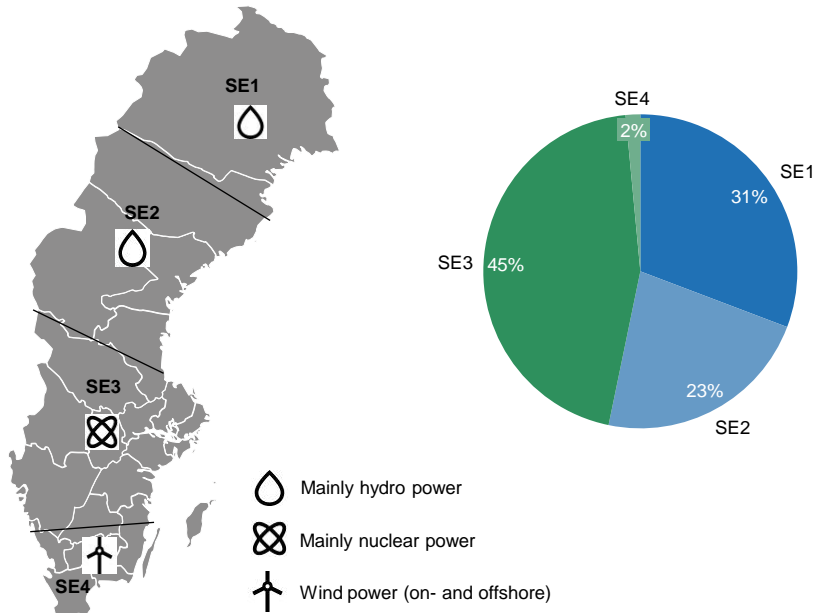 SE1
SE2
SE3
SE4
SE4
2%
SE1
31%
SE3
45%
23%
SE2
Mainly hydro power
Mainly nuclear power
Wind power (on- and offshore)